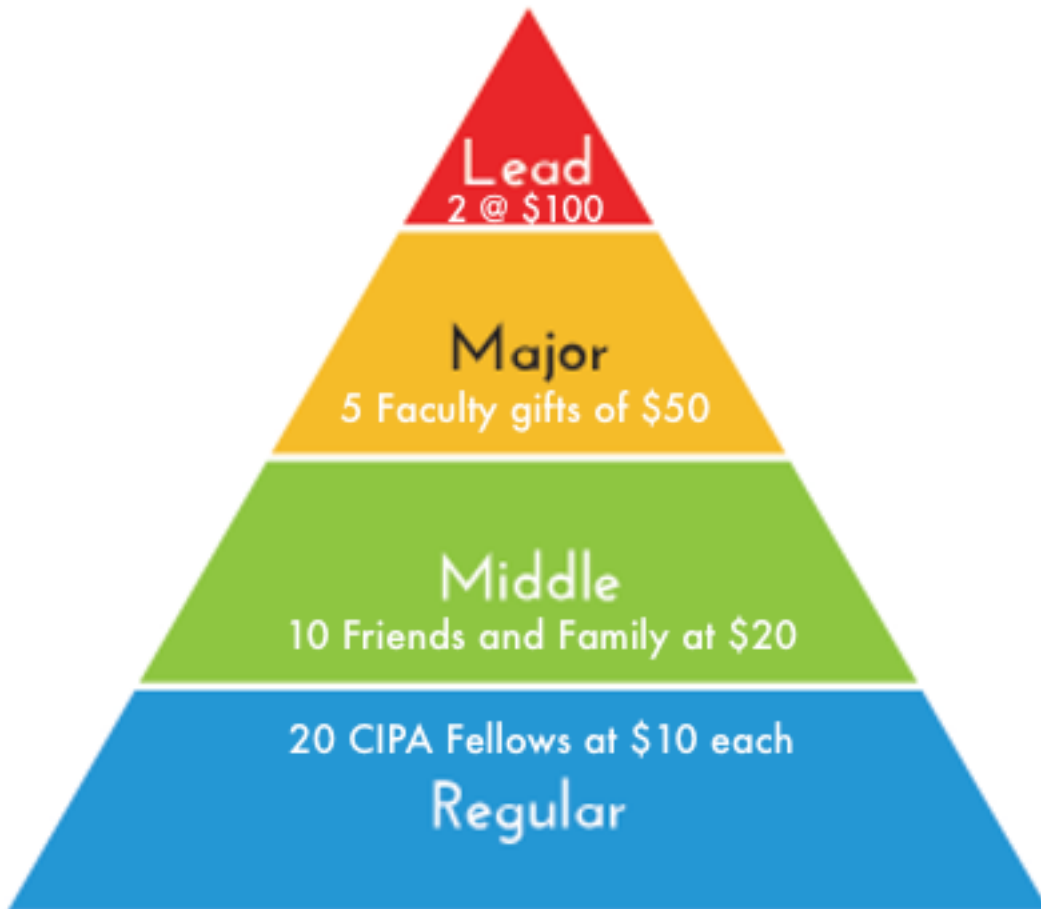 Lead
2 @ $100
Major
5 Faculty gifts of $50
Middle
10 Friends and Family at $20
20 CIPA Fellows at $10 each
Regular